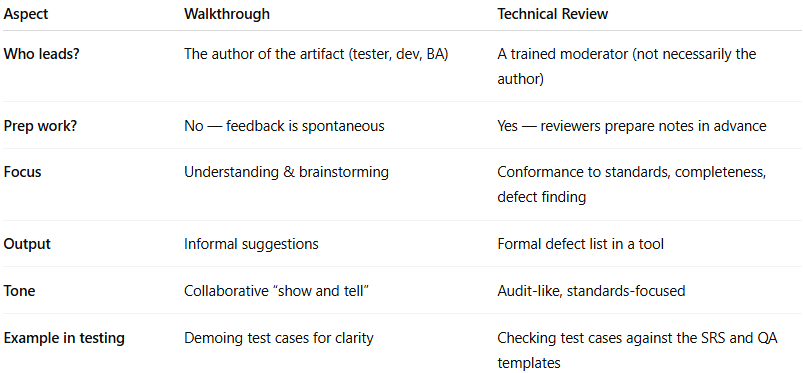 Aspect Walkthrough Technical Review
Who leads? The author of the artifact (tester, dev, BA) A trained moderator (not necessarily the
author)
Prep work? No — feedback is spontaneous Yes — reviewers prepare notes in advance
Focus Understanding & brainstorming Conformance to standards, completeness,
defect finding
Output Informal suggestions Formal defect list in a tool
Tone Collaborative “show and tell” Audit-like, standards-focused
Example in testing Demoing test cases for clarity Checking test cases against the SRS and QA
templates